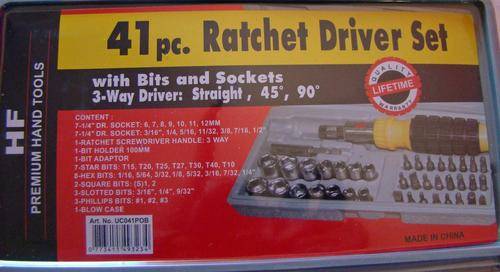 41 pc. Ratchet Driver Set
with Bits and Sockets
3-Way Driver: Straight, 45°, 90°
QUALITY
LIFETIME
WARRANTY
HF
PREMIUM HAND TOOLS
CONTENT :
7-1/4" DR. SOCKET: 6, 7, 8, 9, 10, 11, 12MM
7-1/4" DR. SOCKET: 3/16", 1/4, 5/16, 11/32, 3/8, 7/16, 1/2"
1-RATCHET SCREWDRIVER HANDLE: 3 WAY
1-BIT HOLDER 100MM
1-BIT ADAPTOR
7-STAR BITS: T15, T20, T25, T27, T30, T40, T10
8-HEX BITS: 1/16, 5/64, 3/32, 1/8, 5/32, 3/16, 7/32, 1/4"
2-SQUARE BITS: (S)1, 2
3-SLOTTED BITS: 3/16", 1/4", 9/32"
3-PHILLIPS BITS: #1, #2, #3
1-BLOW CASE
Art. No. UC041POB
0 773411 493234
MADE IN CHINA